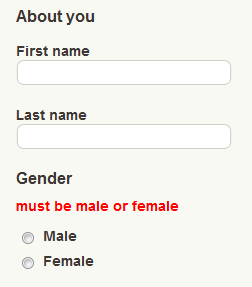 About you
First name
Last name
Gender
must be male or female
Male
Female